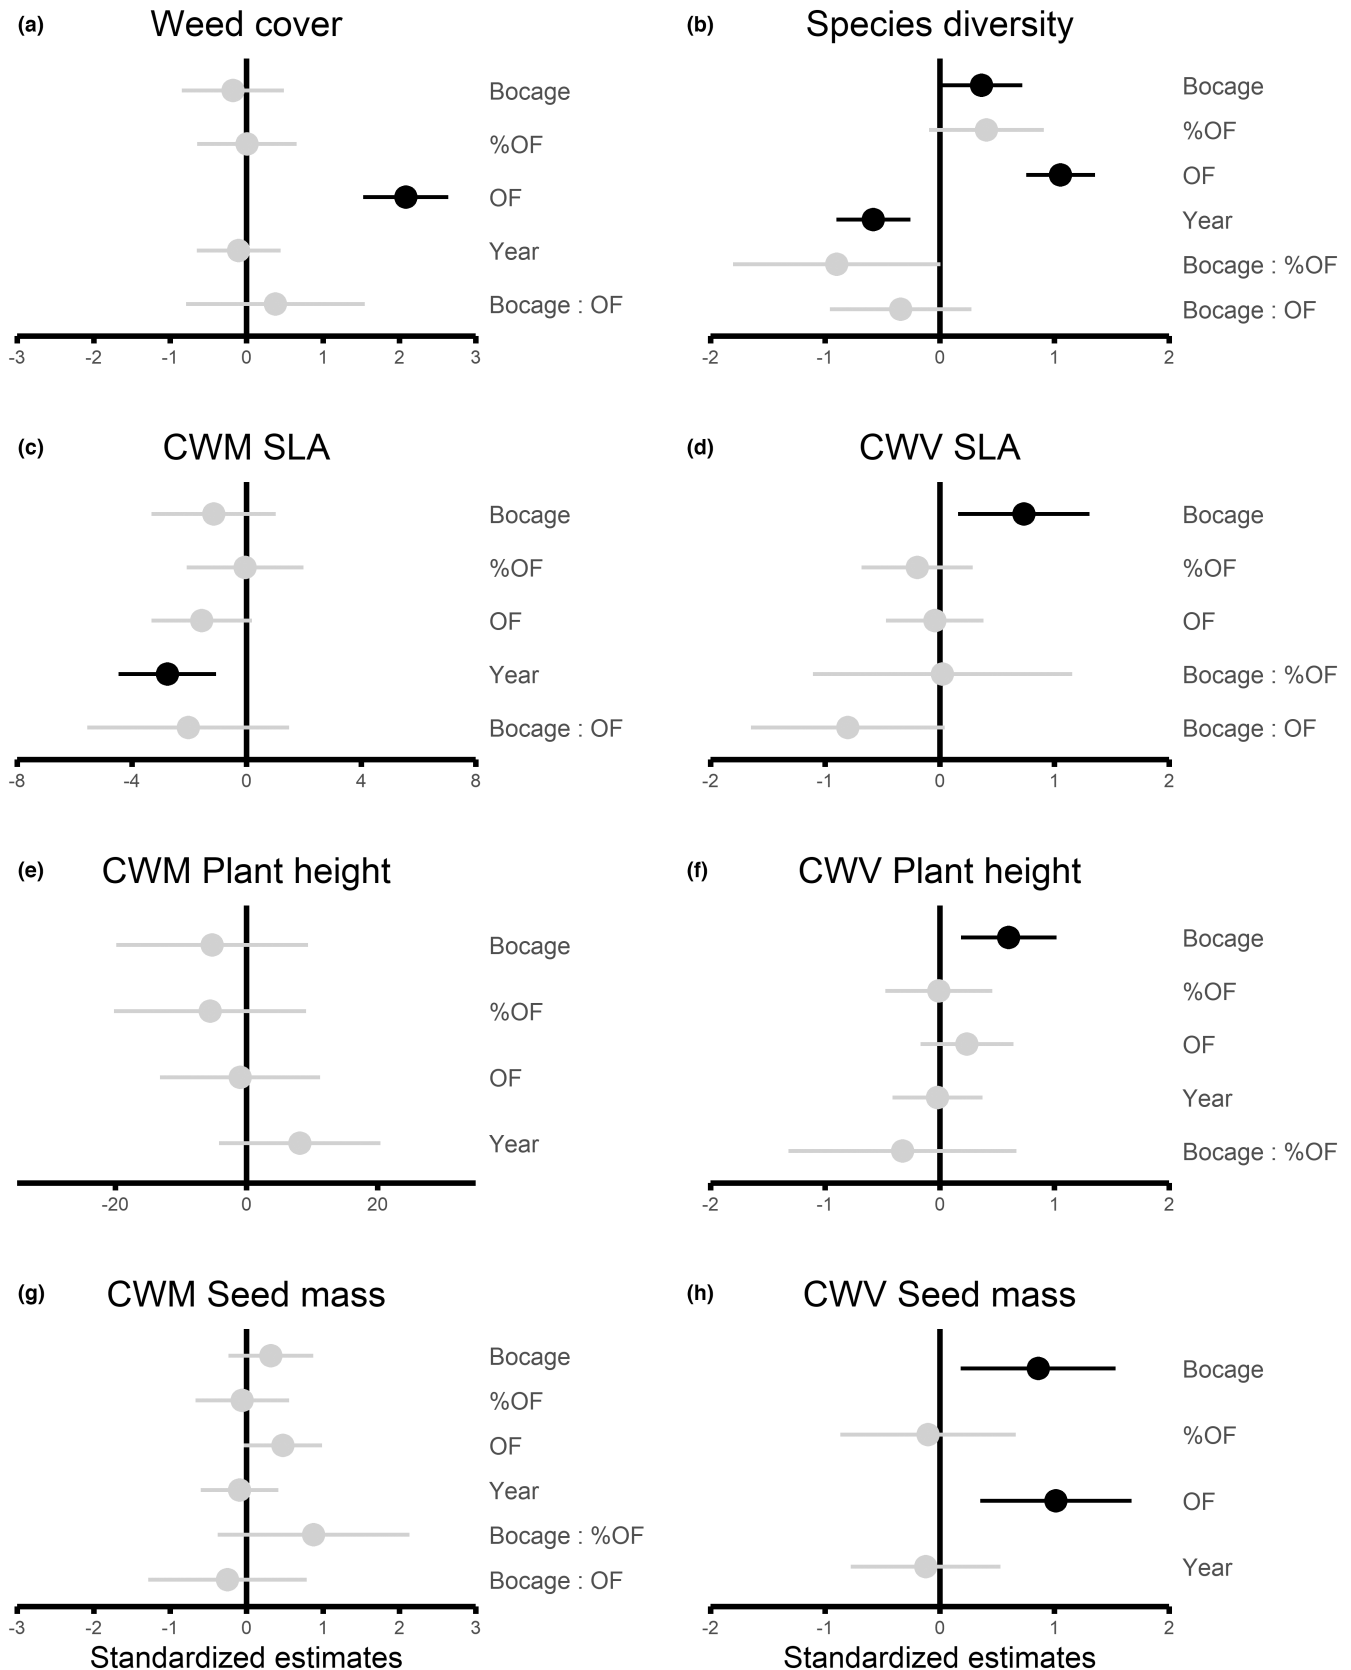 (a) Weed cover
Bocage
%OF
OF
Year
Bocage : OF
-3 -2 -1 0 1 2 3
(b) Species diversity
Bocage
%OF
OF
Year
Bocage : %OF
Bocage : OF
-2 -1 0 1 2
(c) CWM SLA
Bocage
%OF
OF
Year
Bocage : OF
-8 -4 0 4 8
(d) CWV SLA
Bocage
%OF
OF
Bocage : %OF
Bocage : OF
-2 -1 0 1 2
(e) CWM Plant height
Bocage
%OF
OF
Year
-20 0 20
(f) CWV Plant height
Bocage
%OF
OF
Year
Bocage : %OF
-2 -1 0 1 2
(g) CWM Seed mass
Bocage
%OF
OF
Year
Bocage : %OF
Bocage : OF
-3 -2 -1 0 1 2 3
Standardized estimates
(h) CWV Seed mass
Bocage
%OF
OF
Year
-2 -1 0 1 2
Standardized estimates